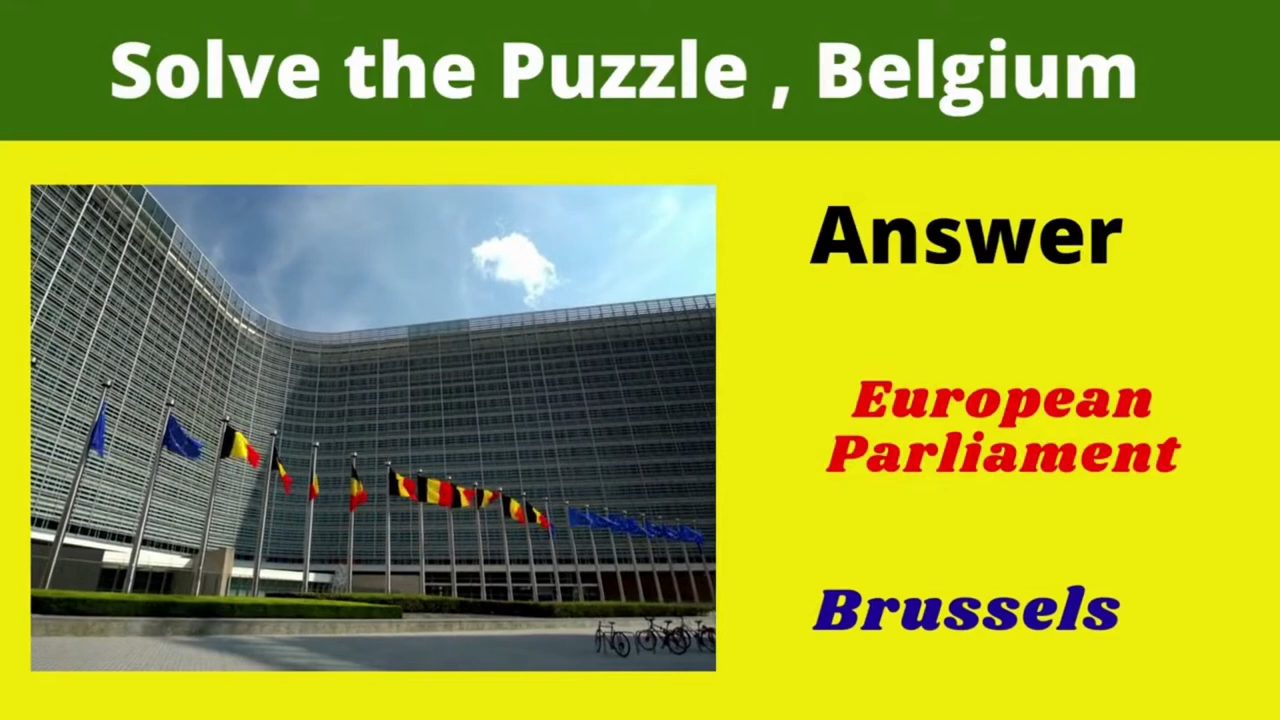 Solve the Puzzle , Belgium
Answer
European
Parliament
Brussels